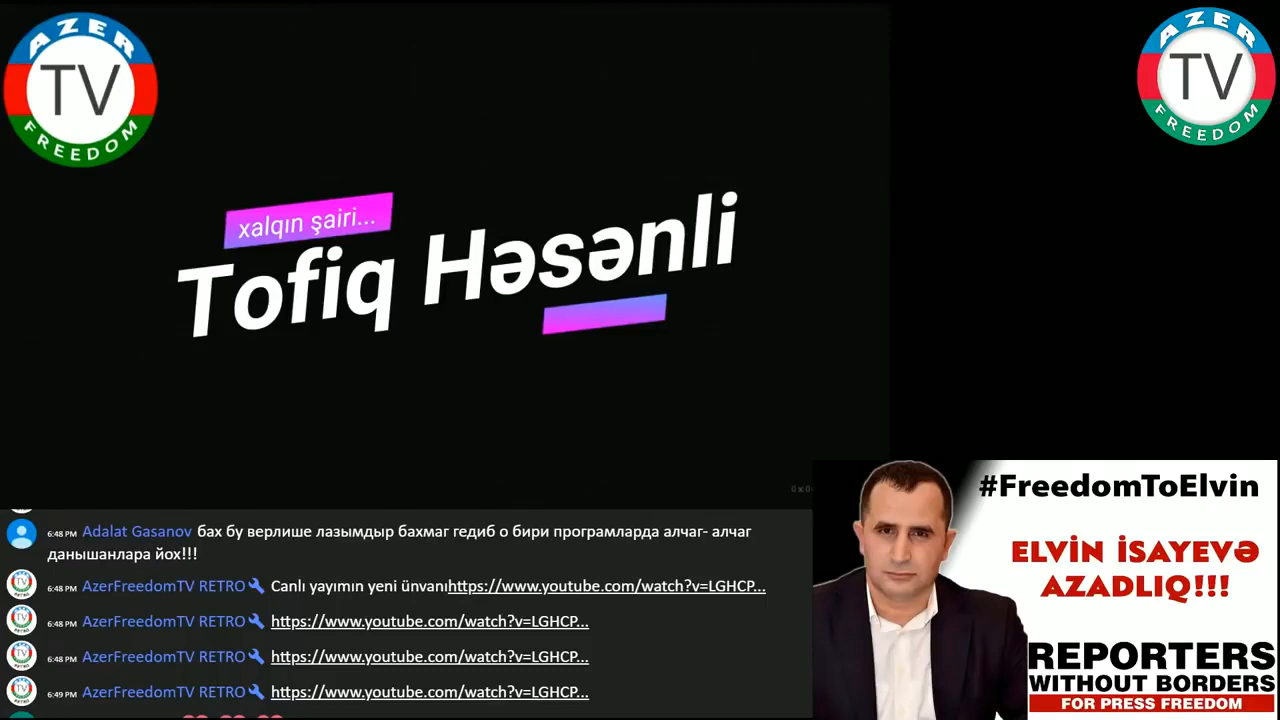 AZER
TV
FREEDOM
AZER
TV
FREEDOM
xalqın şairi...
Tofiq Həsənli
6:48 PM Adalat Gasanov бах бу верлише лазымдыр бахмаг гедиб о бири програмларда алчаг- алчаг
данышанлара йох!!!
6:48 PM AzerFreedomTV RETRO Canlı yayımın yeni ünvanıhttps://www.youtube.com/watch?v=LGHCP...
6:48 PM AzerFreedomTV RETRO https://www.youtube.com/watch?v=LGHCP...
6:48 PM AzerFreedomTV RETRO https://www.youtube.com/watch?v=LGHCP...
6:49 PM AzerFreedomTV RETRO https://www.youtube.com/watch?v=LGHCP...
#FreedomToElvin
ELVİN İSAYEVƏ
AZADLIQ!!!
REPORTERS
WITHOUT BORDERS
FOR PRESS FREEDOM